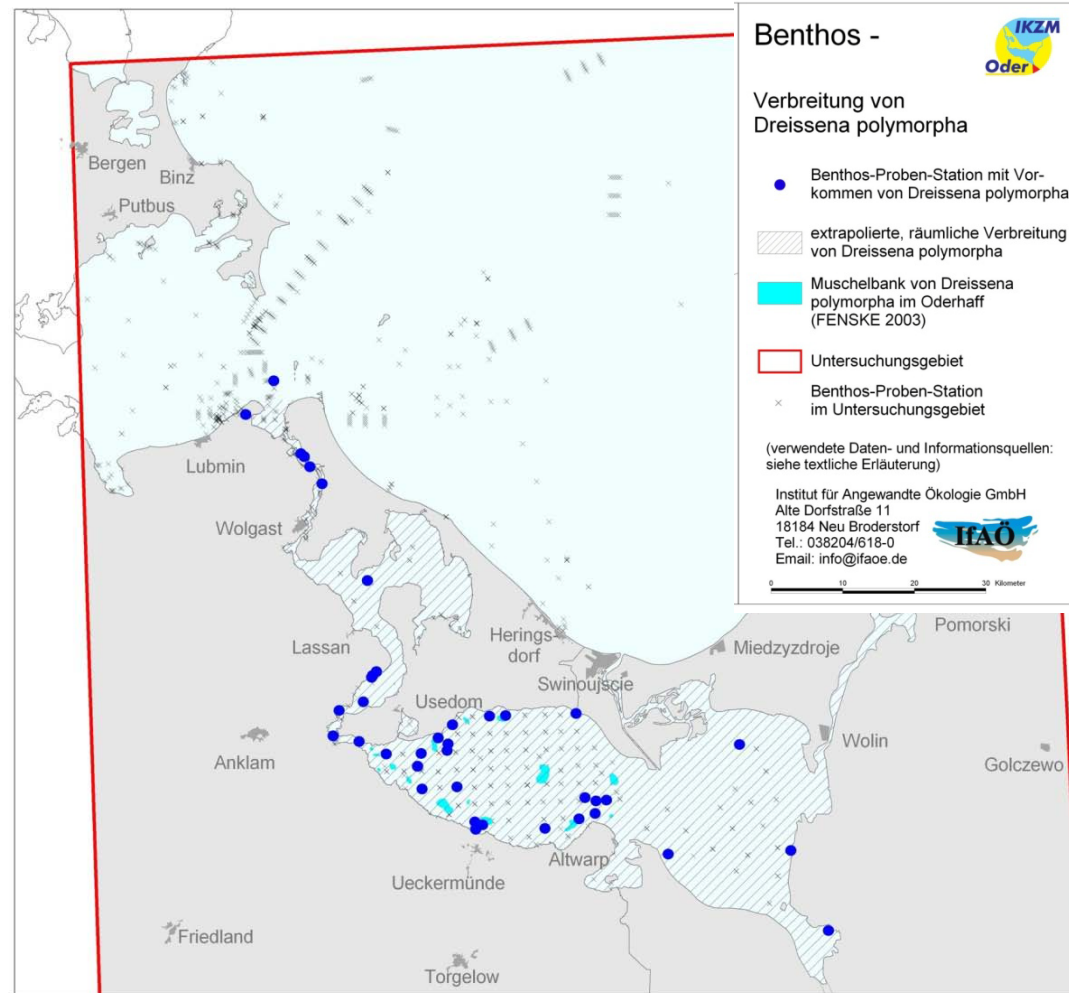 Benthos -
IKZM
Oder
Verbreitung von
Dreissena polymorpha
Benthos-Proben-Station mit Vor-
kommen von Dreissena polymorpha
extrapolierte, räumliche Verbreitung
von Dreissena polymorpha
Muschelbank von Dreissena
polymorpha im Oderhaff
(FENSKE 2003)
Untersuchungsgebiet
Benthos-Proben-Station
im Untersuchungsgebiet
(verwendete Daten- und Informationsquellen:
siehe textliche Erläuterung)
Institut für Angewandte Ökologie GmbH
Alte Dorfstraße 11
18184 Neu Broderstorf
Tel.: 038204/618-0
Email: info@ifaoe.de
IfAÖ
0 10 20 30 Kilometer
Bergen
Binz
Putbus
Lubmin
Wolgast
Lassan
Herings-
dorf
Pomorski
Miedzyzdroje
Swinoujscie
Usedom
Anklam
Wolin
Golczewo
Altwarp
Ueckermünde
Friedland
Torgelow